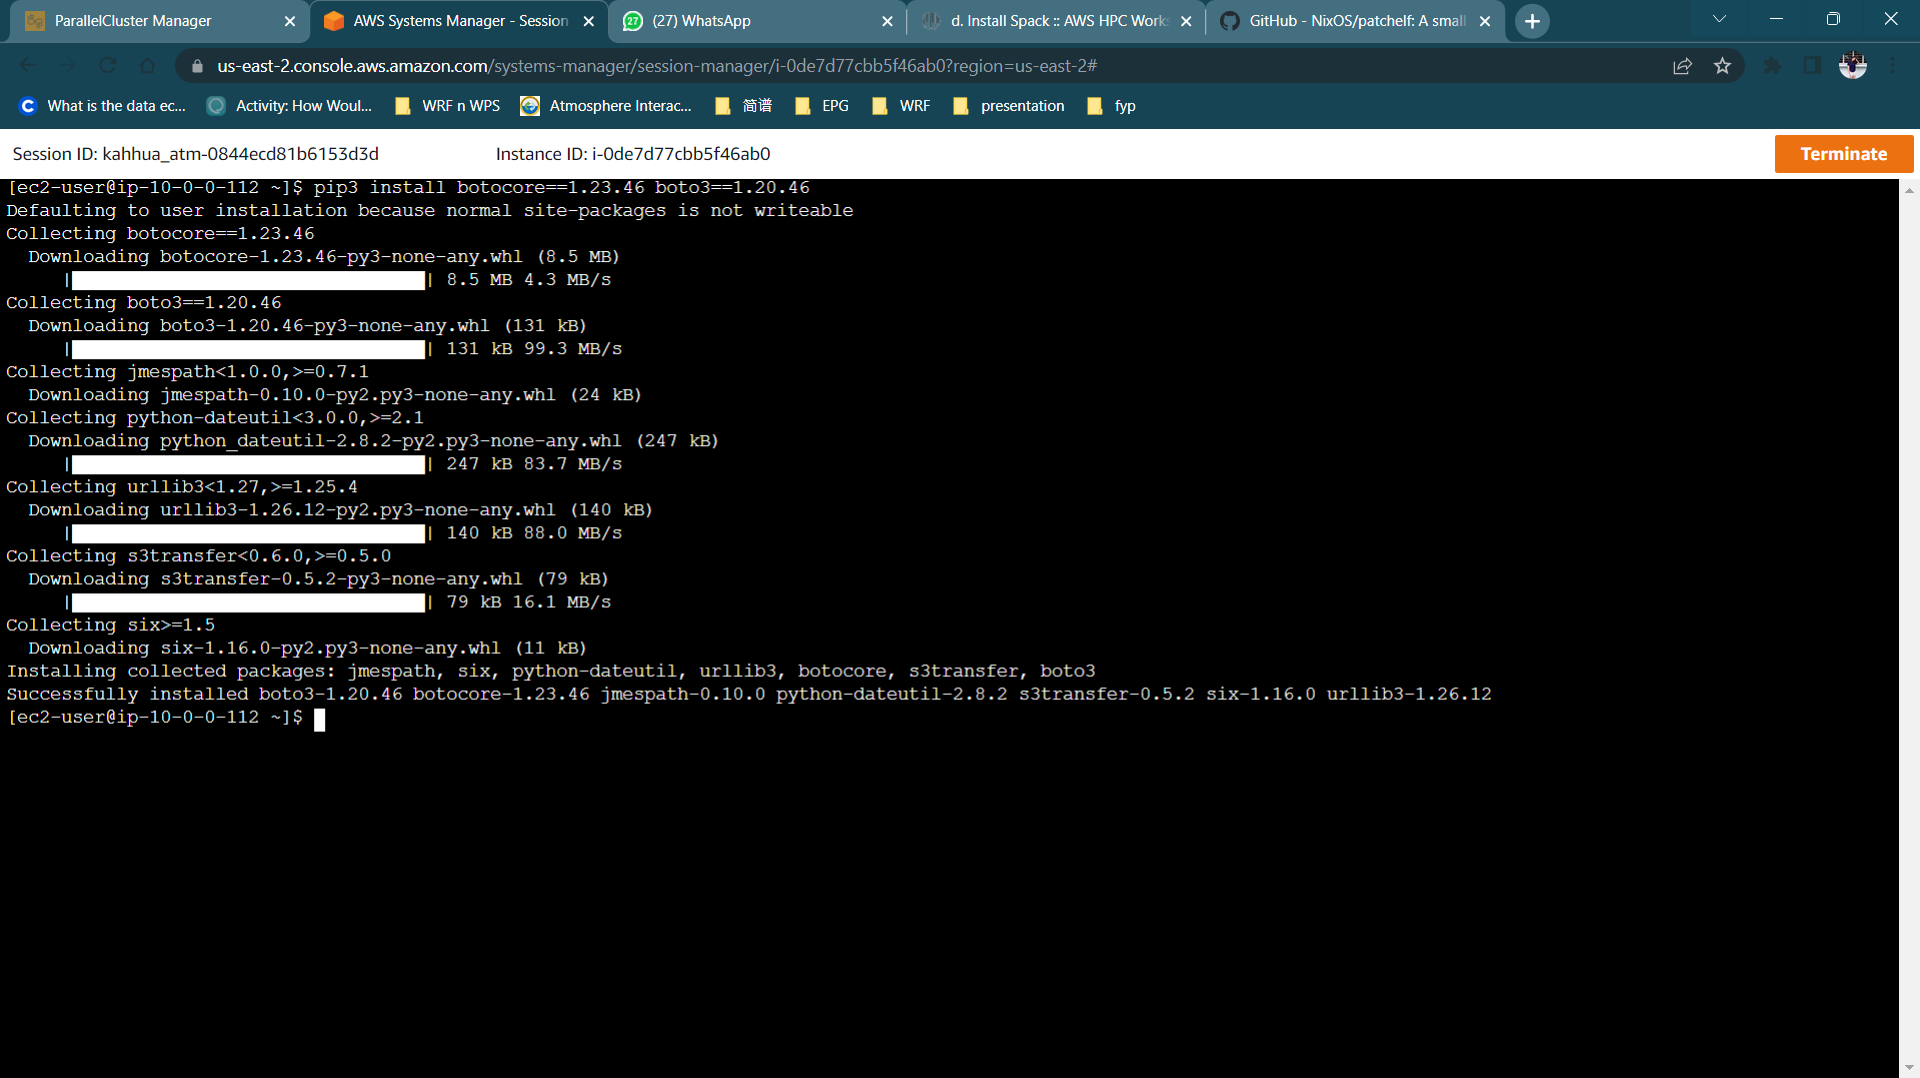 ParallelCluster Manager
AWS Systems Manager - Session
27 (27) WhatsApp
d. Install Spack :: AWS HPC Works
GitHub - NixOS/patchelf: A small
us-east-2.console.aws.amazon.com/systems-manager/session-manager/i-0de7d77cbb5f46ab0?region=us-east-2#
What is the data ec...
Activity: How Woul...
WRF n WPS
Atmosphere Interac...
简谱
EPG
WRF
presentation
fyp
Session ID: kahhua_atm-0844ecd81b6153d3d
Instance ID: i-0de7d77cbb5f46ab0
Terminate
[ec2-user@ip-10-0-0-112 ~]$ pip3 install botocore==1.23.46 boto3==1.20.46
Defaulting to user installation because normal site-packages is not writeable
Collecting botocore==1.23.46
Downloading botocore-1.23.46-py3-none-any.whl (8.5 MB)
| | 8.5 MB 4.3 MB/s
Collecting boto3==1.20.46
Downloading boto3-1.20.46-py3-none-any.whl (131 kB)
| | 131 kB 99.3 MB/s
Collecting jmespath<1.0.0,>=0.7.1
Downloading jmespath-0.10.0-py2.py3-none-any.whl (24 kB)
Collecting python-dateutil<3.0.0,>=2.1
Downloading python_dateutil-2.8.2-py2.py3-none-any.whl (247 kB)
| | 247 kB 83.7 MB/s
Collecting urllib3<1.27,>=1.25.4
Downloading urllib3-1.26.12-py2.py3-none-any.whl (140 kB)
| | 140 kB 88.0 MB/s
Collecting s3transfer<0.6.0,>=0.5.0
Downloading s3transfer-0.5.2-py3-none-any.whl (79 kB)
| | 79 kB 16.1 MB/s
Collecting six>=1.5
Downloading six-1.16.0-py2.py3-none-any.whl (11 kB)
Installing collected packages: jmespath, six, python-dateutil, urllib3, botocore, s3transfer, boto3
Successfully installed boto3-1.20.46 botocore-1.23.46 jmespath-0.10.0 python-dateutil-2.8.2 s3transfer-0.5.2 six-1.16.0 urllib3-1.26.12
[ec2-user@ip-10-0-0-112 ~]$